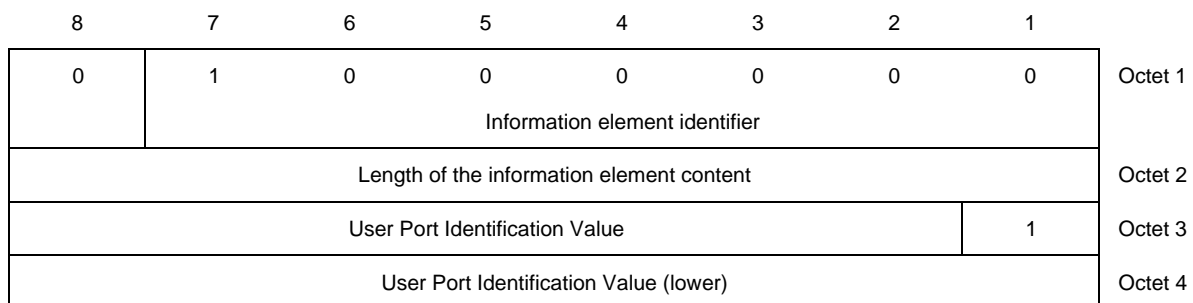 8 7 6 5 4 3 2 1
0 1 0 0 0 0 0 0 Octet 1
Information element identifier
Length of the information element content Octet 2
User Port Identification Value 1 Octet 3
User Port Identification Value (lower) Octet 4